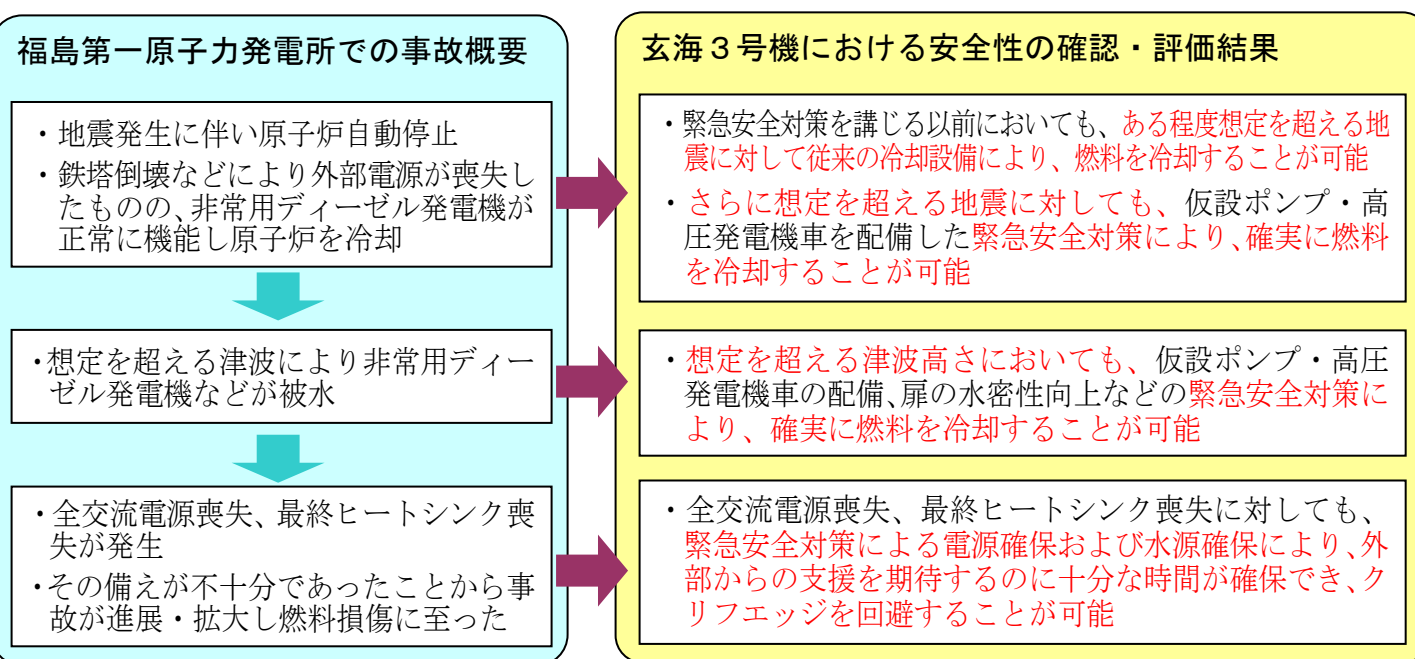 福島第一原子力発電所での事故概要
・地震発生に伴い原子炉自動停止
・鉄塔倒壊などにより外部電源が喪失し
たものの、非常用ディーゼル発電機が
正常に機能し原子炉を冷却
・想定を超える津波により非常用ディー
ゼル発電機などが被水
・全交流電源喪失、最終ヒートシンク喪
失が発生
・その備えが不十分であったことから事
故が進展・拡大し燃料損傷に至った
玄海３号機における安全性の確認・評価結果
・緊急安全対策を講じる以前においても、ある程度想定を超える地
震に対して従来の冷却設備により、燃料を冷却することが可能
・さらに想定を超える地震に対しても、仮設ポンプ・高
圧発電機車を配備した緊急安全対策により、確実に燃料
を冷却することが可能
・想定を超える津波高さにおいても、仮設ポンプ・高圧
発電機車の配備、扉の水密性向上などの緊急安全対策に
より、確実に燃料を冷却することが可能
・全交流電源喪失、最終ヒートシンク喪失に対しても、
緊急安全対策による電源確保および水源確保により、外
部からの支援を期待するのに十分な時間が確保でき、ク
リフエッジを回避することが可能